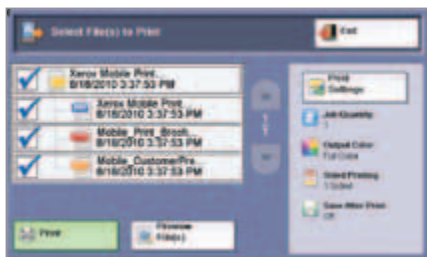 Select File(s) to Print
Exit
Xerox Mobile Print...
8/18/2010 3:37:53 PM
Xerox Mobile Print...
8/18/2010 3:37:53 PM
Mobile_Print_Broch...
8/18/2010 3:37:53 PM
Mobile_CustomerPre...
8/18/2010 3:37:53 PM
Print
Settings
Job Quantity
1
Output Color
Full Color
Sided Printing
1 Sided
Save After Print
Off
Print
Preview
File(s)